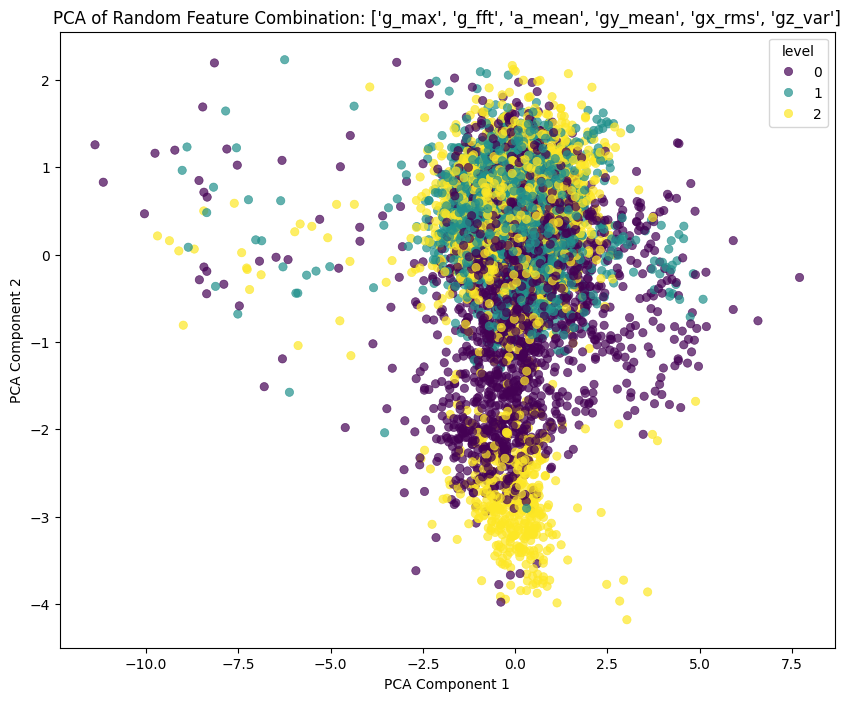 PCA of Random Feature Combination: ['g_max', 'g_fft', 'a_mean', 'gy_mean', 'gx_rms', 'gz_var']
level
0
1
2
2
1
0
−1
−2
−3
−4
PCA Component 2
−10.0 −7.5 −5.0 −2.5 0.0 2.5 5.0 7.5
PCA Component 1